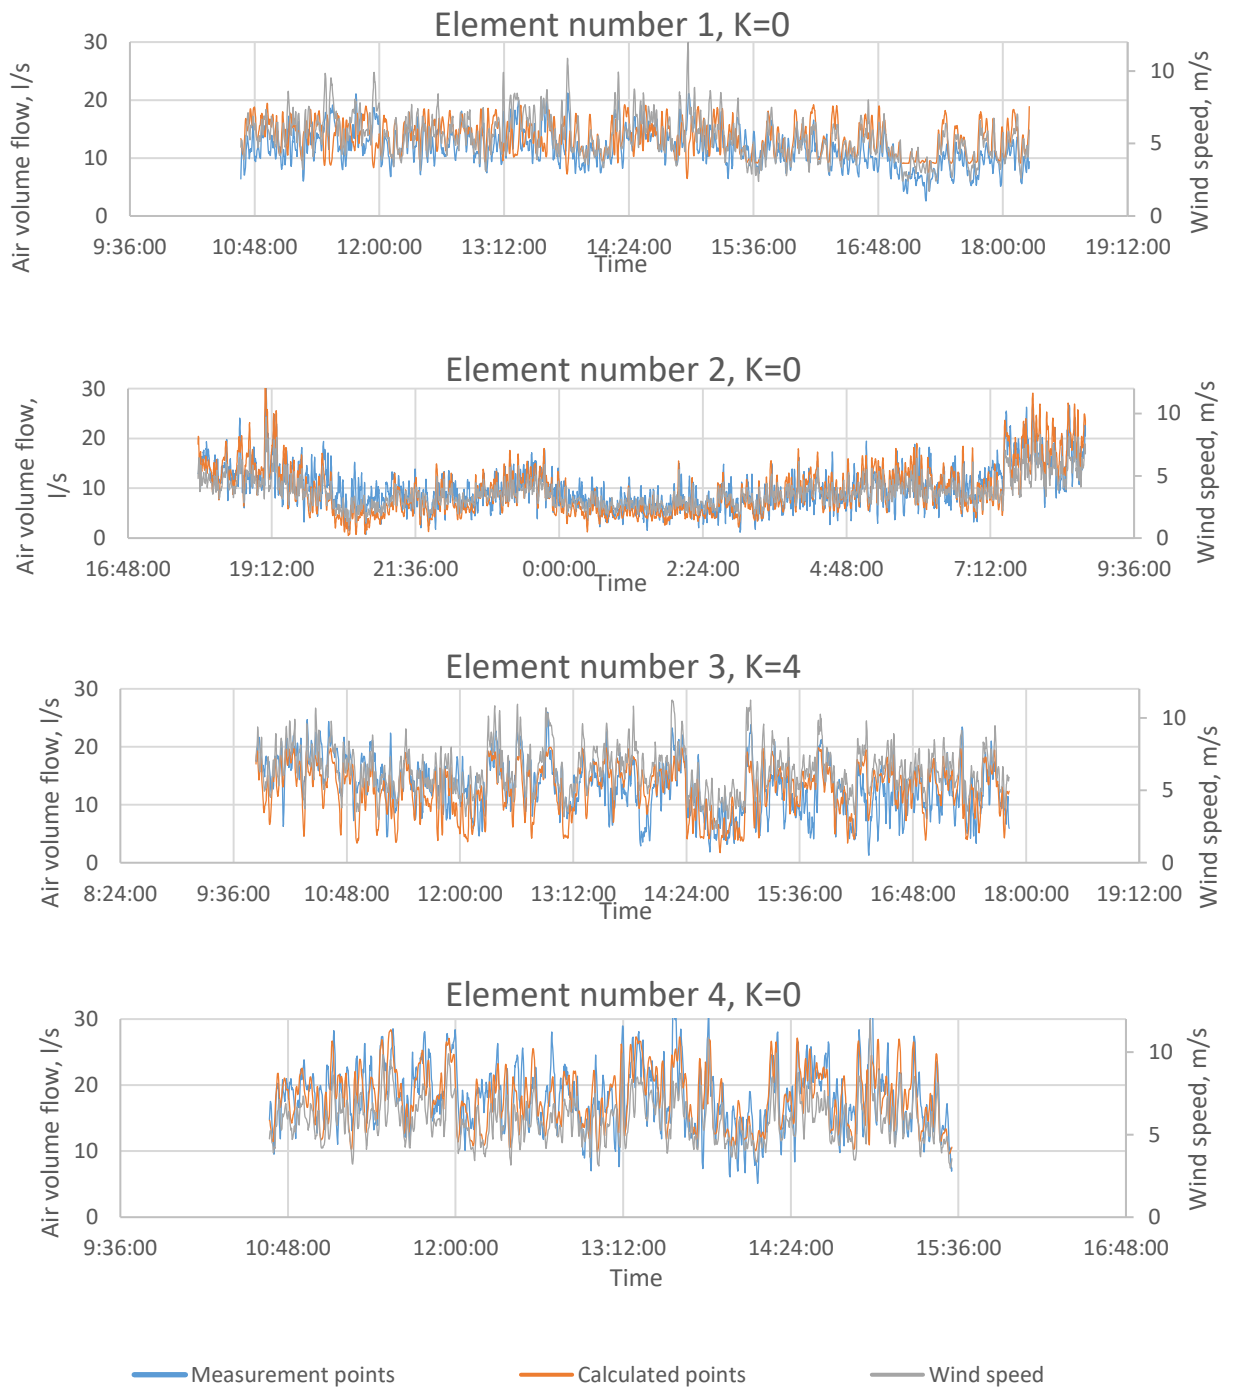 Element number 1, K=0
Air volume flow, l/s
30
20
10
0
10
5
0
Wind speed, m/s
9:36:00 10:48:00 12:00:00 13:12:00 14:24:00 15:36:00 16:48:00 18:00:00 19:12:00
Time
Element number 2, K=0
Air volume flow,
l/s
30
20
10
0
10
5
0
Wind speed, m/s
16:48:00 19:12:00 21:36:00 0:00:00 2:24:00 4:48:00 7:12:00 9:36:00
Time
Element number 3, K=4
Air volume flow, l/s
30
20
10
0
10
5
0
Wind speed, m/s
8:24:00 9:36:00 10:48:00 12:00:00 13:12:00 14:24:00 15:36:00 16:48:00 18:00:00 19:12:00
Time
Element number 4, K=0
Air volume flow, l/s
30
20
10
0
10
5
0
Wind speed, m/s
9:36:00 10:48:00 12:00:00 13:12:00 14:24:00 15:36:00 16:48:00
Time
Measurement points Calculated points Wind speed